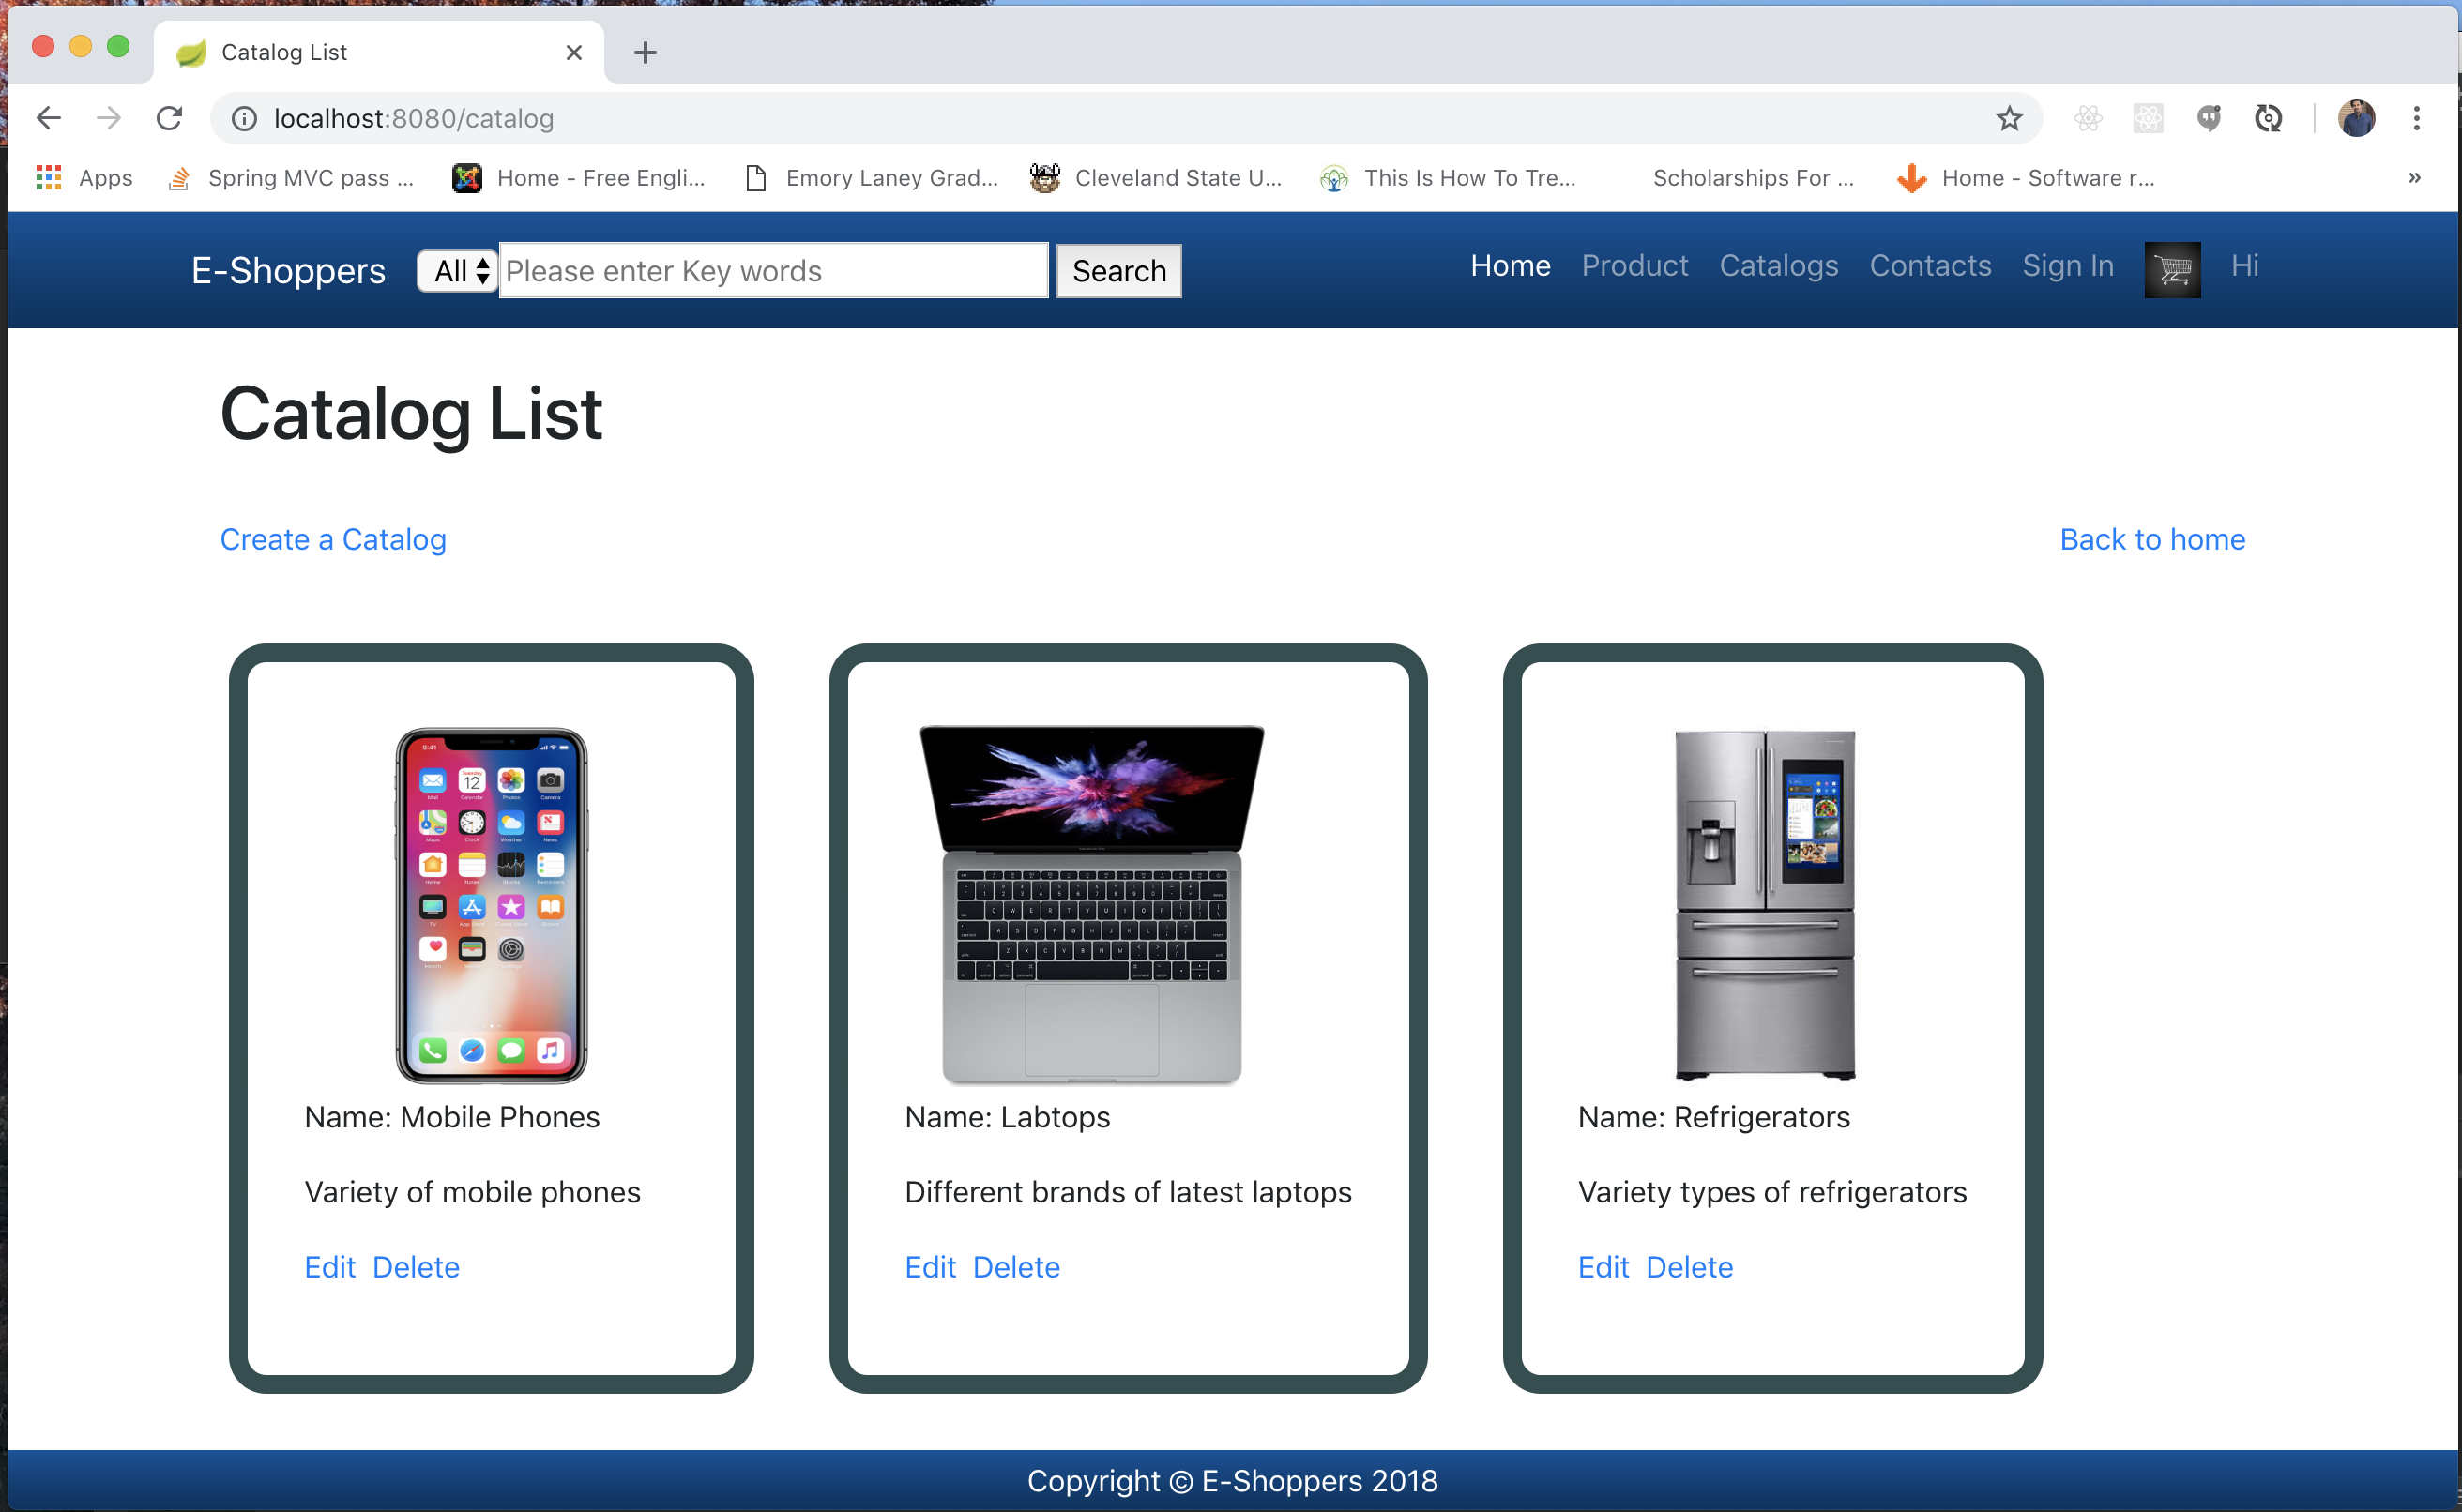 Catalog List
localhost:8080/catalog
Apps
Spring MVC pass ...
Home - Free Engli...
Emory Laney Grad...
Cleveland State U...
This Is How To Tre...
Scholarships For ...
Home - Software r...
»
E-Shoppers
All
Please enter Key words
Search
Home
Product
Catalogs
Contacts
Sign In
Hi
Catalog List
Create a Catalog
Back to home
9:41
Tuesday
12
Name: Mobile Phones
Variety of mobile phones
Edit Delete
Name: Labtops
Different brands of latest laptops
Edit Delete
Name: Refrigerators
Variety types of refrigerators
Edit Delete
Copyright © E-Shoppers 2018